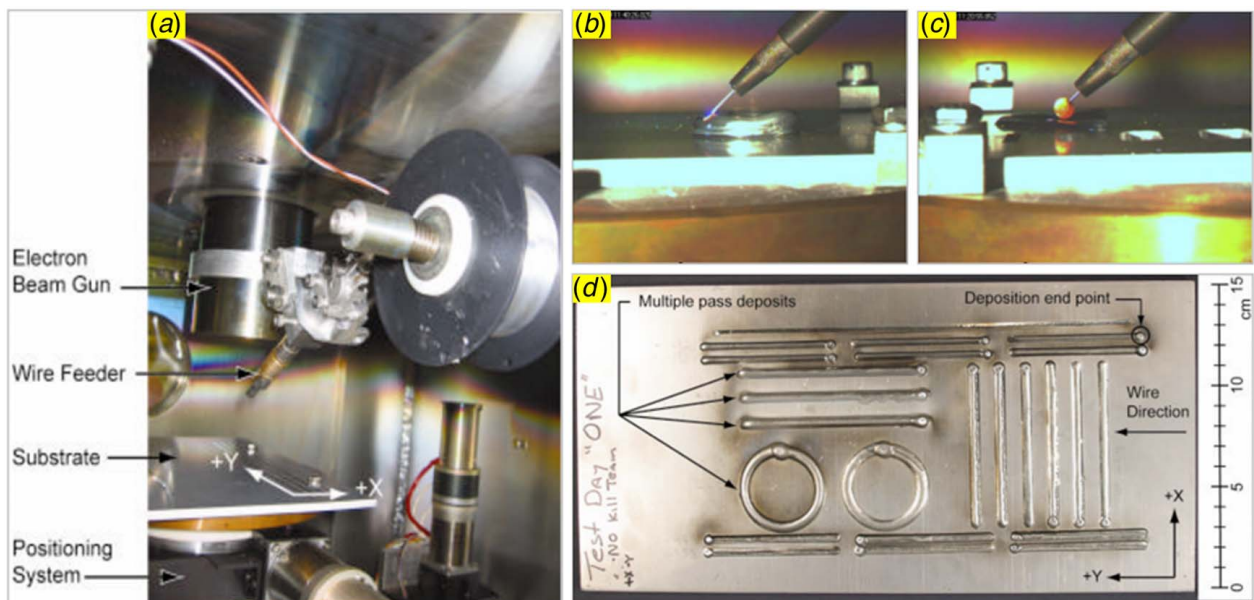 (a)
Electron
Beam Gun
Wire Feeder
Substrate
Positioning
System
+Y
+X
(b)
(c)
(d)
Multiple pass deposits
Deposition end point
Wire
Direction
+X
+Y
Test Day "ONE"
"No Kill Team
15
cm
10
5
0